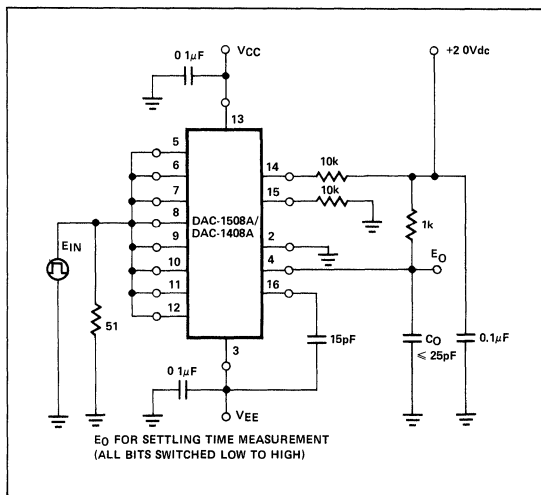 0 1µF
VCC
+2 0Vdc
13
5
6
7
8
9
10
11
12
14
10k
15
10k
DAC-1508A/
DAC-1408A
2
4
16
1k
EO
EIN
51
15pF
CO
≤ 25pF
0.1µF
3
0 1µF
VEE
EO FOR SETTLING TIME MEASUREMENT
(ALL BITS SWITCHED LOW TO HIGH)